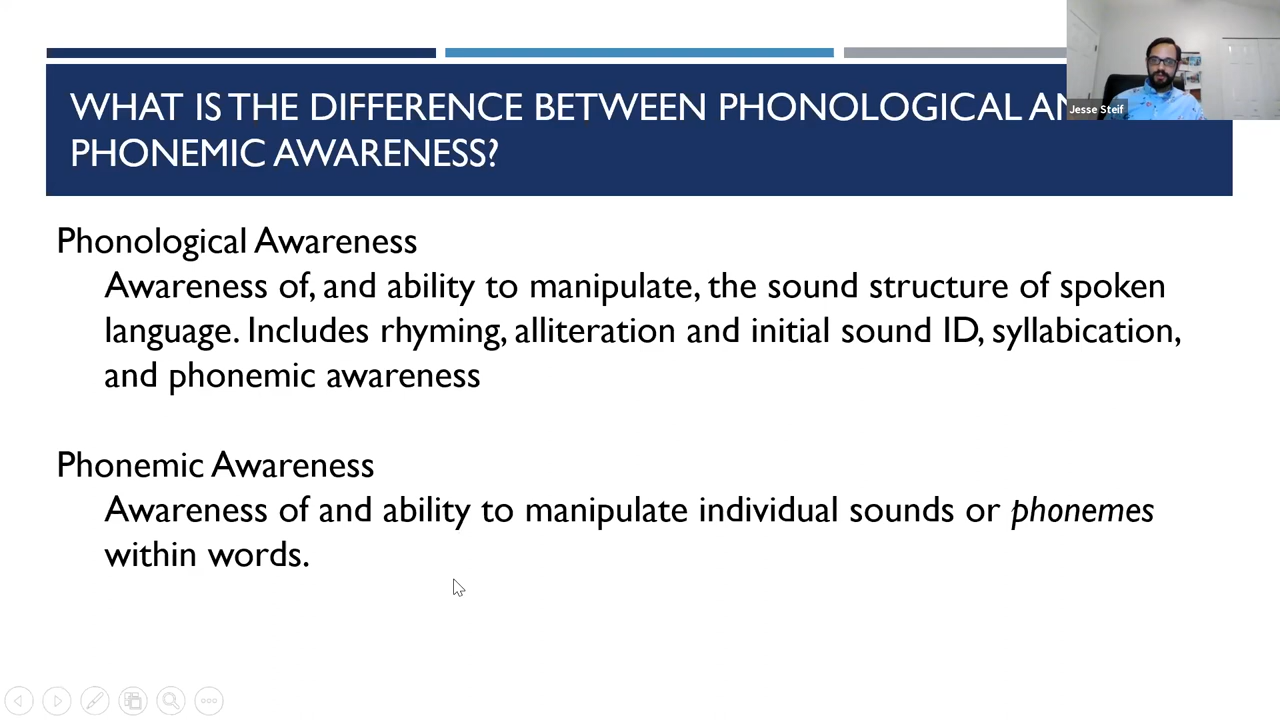 WHAT IS THE DIFFERENCE BETWEEN PHONOLOGICAL
PHONEMIC AWARENESS?
Jesse Steif
Phonological Awareness
Awareness of, and ability to manipulate, the sound structure of spoken
language. Includes rhyming, alliteration and initial sound ID, syllabication,
and phonemic awareness
Phonemic Awareness
Awareness of and ability to manipulate individual sounds or phonemes
within words.